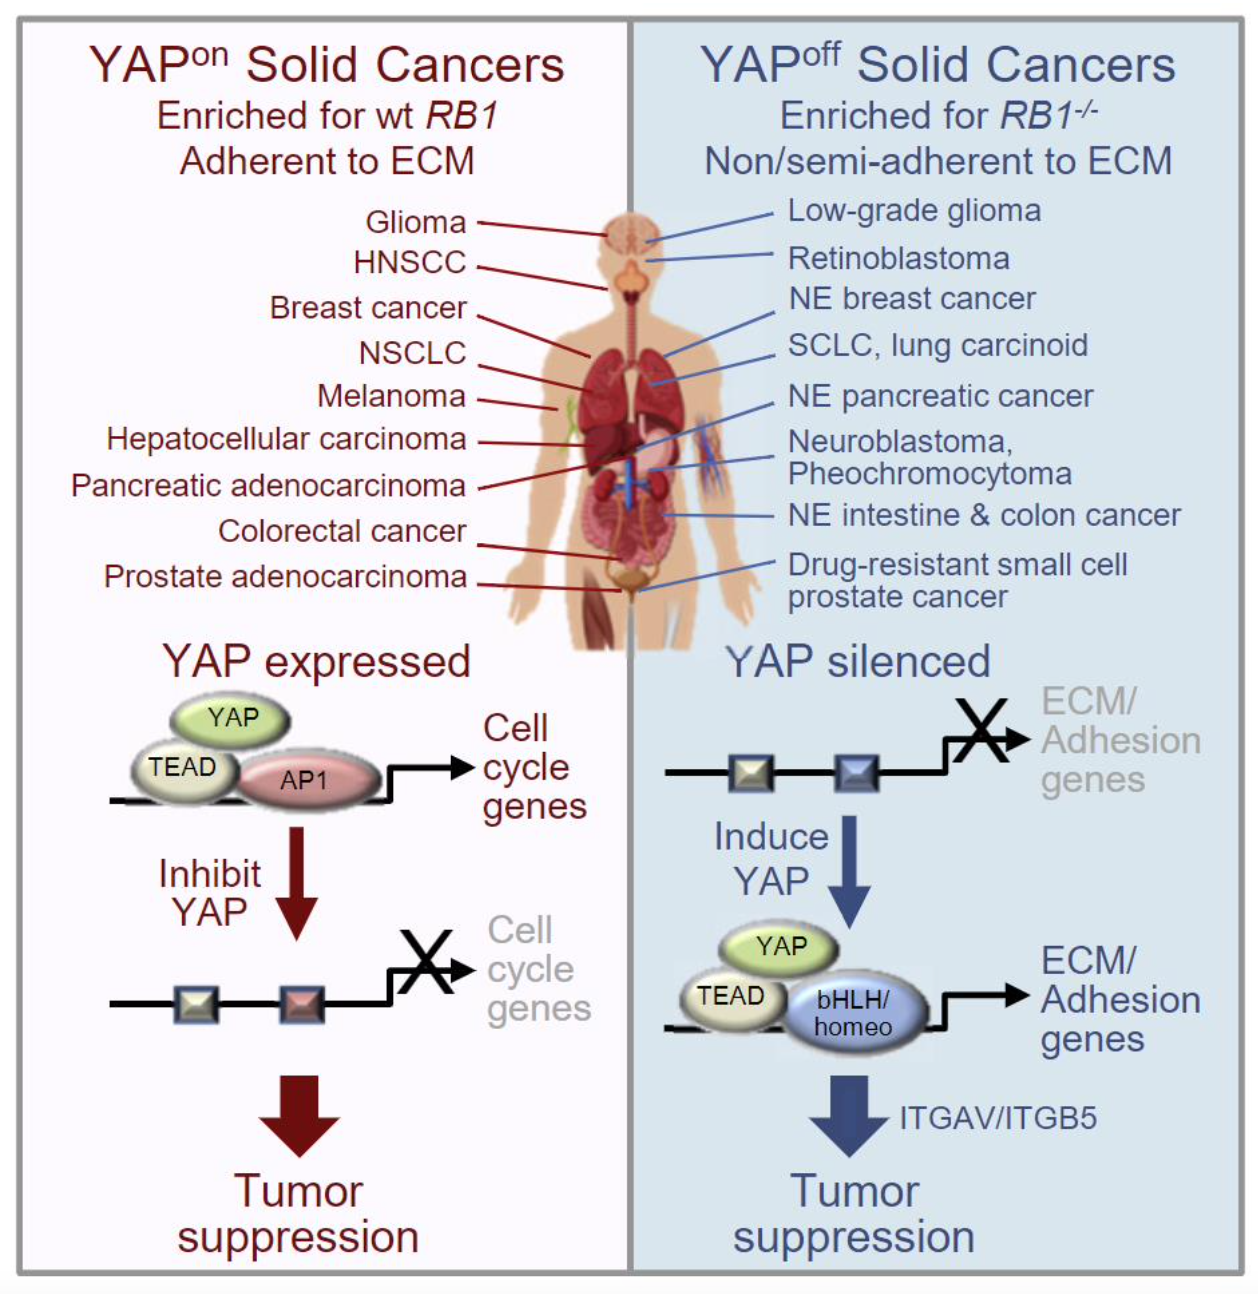 YAPon Solid Cancers
Enriched for wt RB1
Adherent to ECM
Glioma
HNSCC
Breast cancer
NSCLC
Melanoma
Hepatocellular carcinoma
Pancreatic adenocarcinoma
Colorectal cancer
Prostate adenocarcinoma
YAP expressed
YAP
TEAD
AP1
Cell
cycle
genes
Inhibit
YAP
Cell
cycle
genes
Tumor
suppression
YAPoff Solid Cancers
Enriched for RB1-/-
Non/semi-adherent to ECM
Low-grade glioma
Retinoblastoma
NE breast cancer
SCLC, lung carcinoid
NE pancreatic cancer
Neuroblastoma,
Pheochromocytoma
NE intestine & colon cancer
Drug-resistant small cell
prostate cancer
YAP silenced
ECM/
Adhesion
genes
Induce
YAP
YAP
TEAD
bHLH/
homeo
ECM/
Adhesion
genes
ITGAV/ITGB5
Tumor
suppression